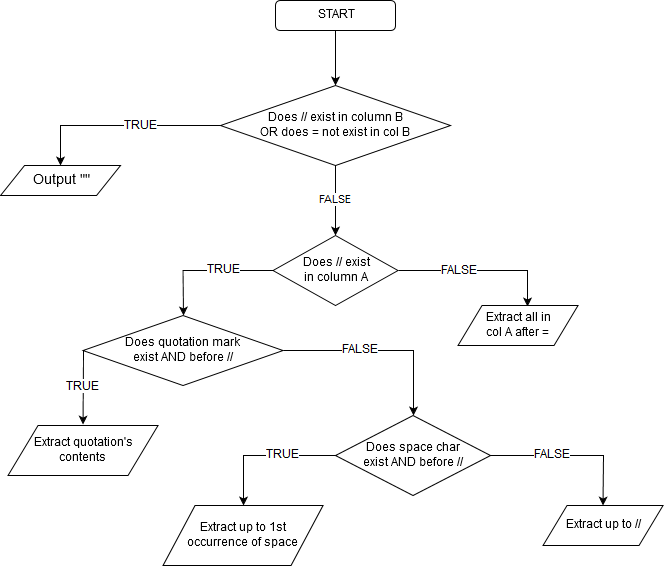 START
Does // exist in column B
OR does = not exist in col B
TRUE
Output ""
FALSE
Does // exist
in column A
TRUE
FALSE
Extract all in
col A after =
Does quotation mark
exist AND before //
FALSE
TRUE
Extract quotation's
contents
Does space char
exist AND before //
TRUE
FALSE
Extract up to 1st
occurrence of space
Extract up to //